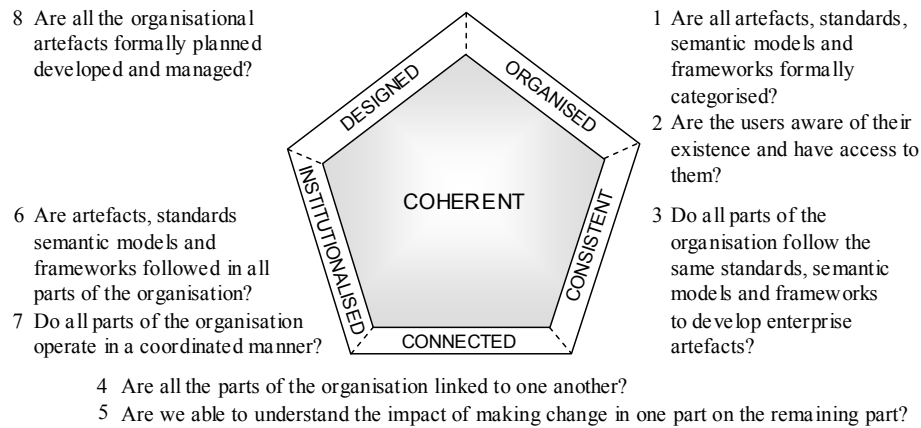 8 Are all the organisational
artefacts formally planned
developed and managed?
DESIGNED
ORGANISED
1 Are all artefacts, standards,
semantic models and
frameworks formally
categorised?
2 Are the users aware of their
existence and have access to
them?
COHERENT
INSTITUTIONALISED
CONSISTENT
CONNECTED
6 Are artefacts, standards
semantic models and
frameworks followed in all
parts of the organisation?
7 Do all parts of the organisation
operate in a coordinated manner?
3 Do all parts of the
organisation follow the
same standards, semantic
models and frameworks
to develop enterprise
artefacts?
4 Are all the parts of the organisation linked to one another?
5 Are we able to understand the impact of making change in one part on the remaining part?